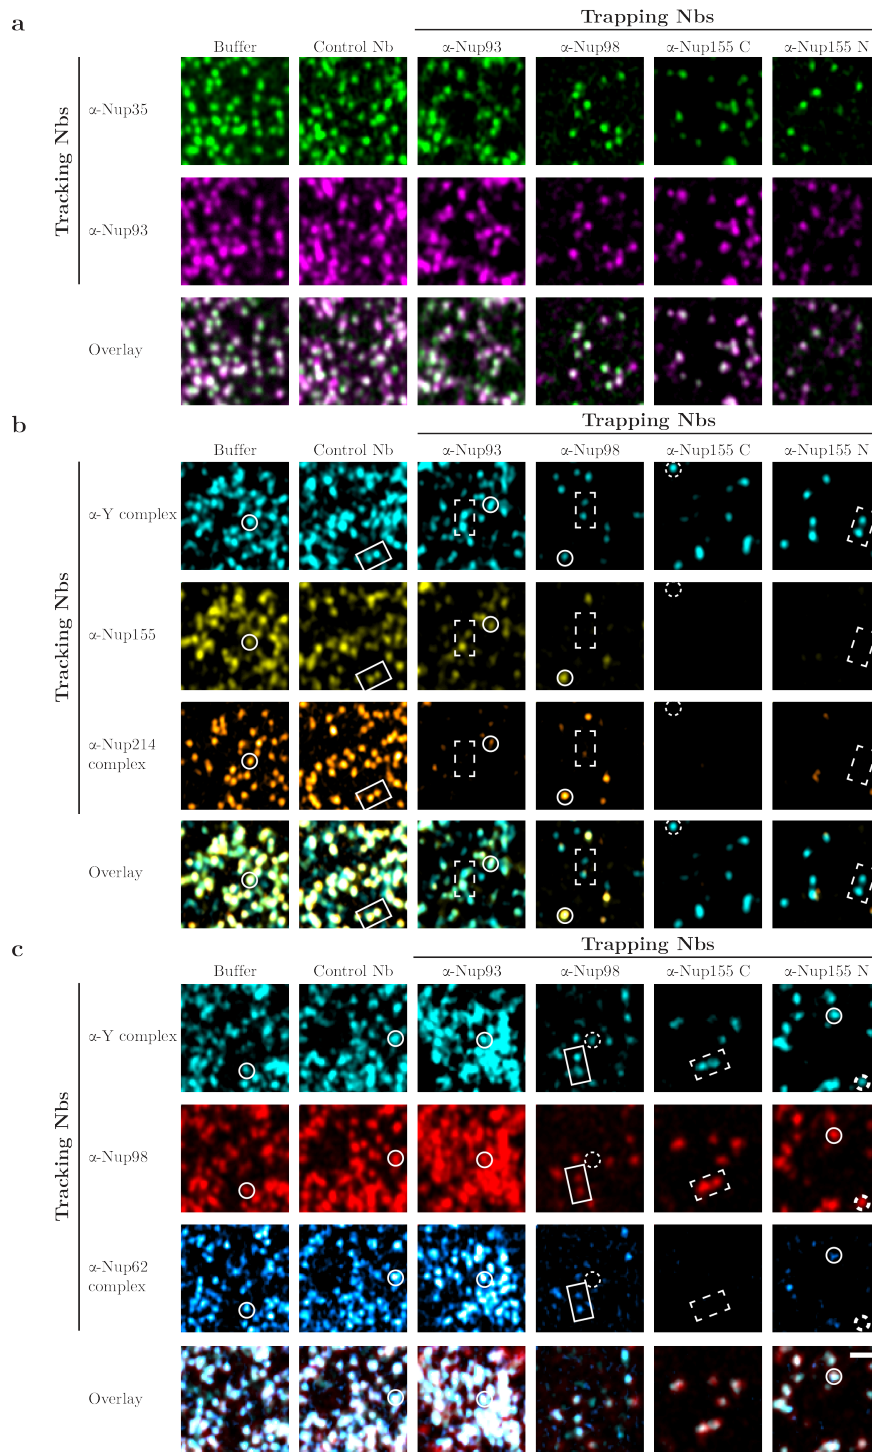 a
Trapping Nbs
Buffer Control Nb α-Nup93 α-Nup98 α-Nup155 C α-Nup155 N
Tracking Nbs
α-Nup35
α-Nup93
Overlay
b
Trapping Nbs
Buffer Control Nb α-Nup93 α-Nup98 α-Nup155 C α-Nup155 N
Tracking Nbs
α-Y complex
α-Nup155
α-Nup214
complex
Overlay
c
Trapping Nbs
Buffer Control Nb α-Nup93 α-Nup98 α-Nup155 C α-Nup155 N
Tracking Nbs
α-Y complex
α-Nup98
α-Nup62
complex
Overlay